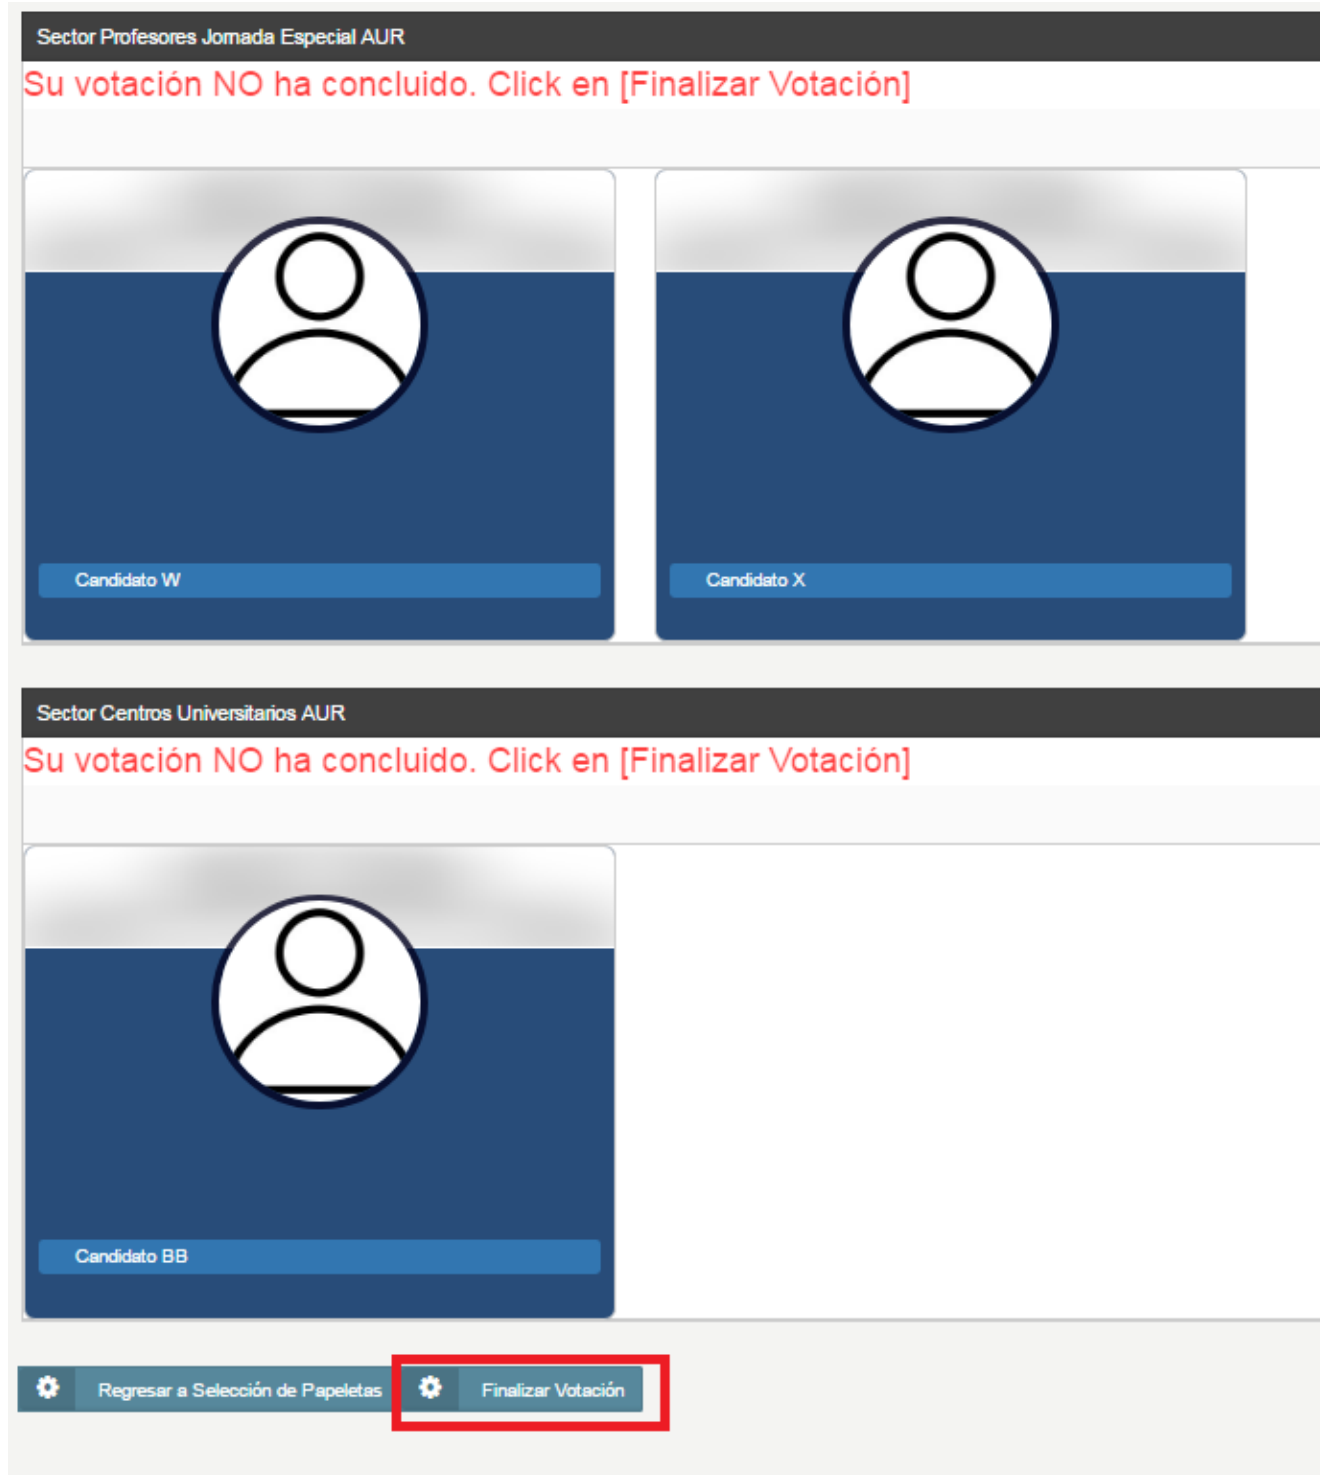 Sector Profesores Jornada Especial AUR
Su votación NO ha concluido. Click en [Finalizar Votación]
Candidato W
Candidato X
Sector Centros Universitarios AUR
Su votación NO ha concluido. Click en [Finalizar Votación]
Candidato BB
Regresar a Selección de Papeletas
Finalizar Votación